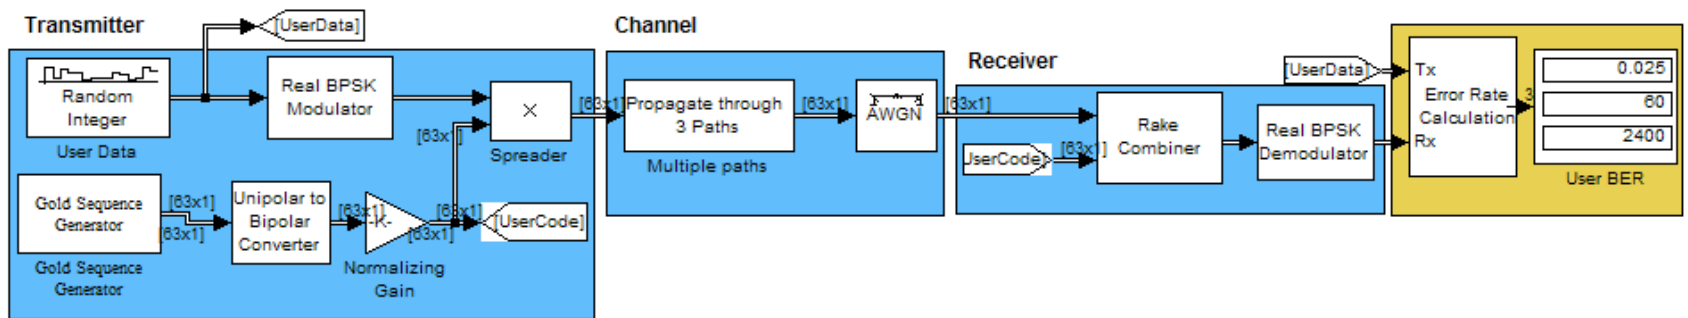 Transmitter
[UserData]
Random
Integer
User Data
Real BPSK
Modulator
×
Spreader
[63x1]
[63x1]
Gold Sequence
Generator
Gold Sequence
Generator
[63x1]
[63x1]
Unipolar to
Bipolar
Converter
[63x1]
-K-
Normalizing
Gain
[63x1]
[63x1]
[UserCode]
Channel
Propagate through
3 Paths
Multiple paths
[63x1]
AWGN
[63x1]
Receiver
UserCode]
[63x1]
Rake
Combiner
Real BPSK
Demodulator
[UserData]
Tx
Rx
Error Rate
Calculation
3
0.025
60
2400
User BER